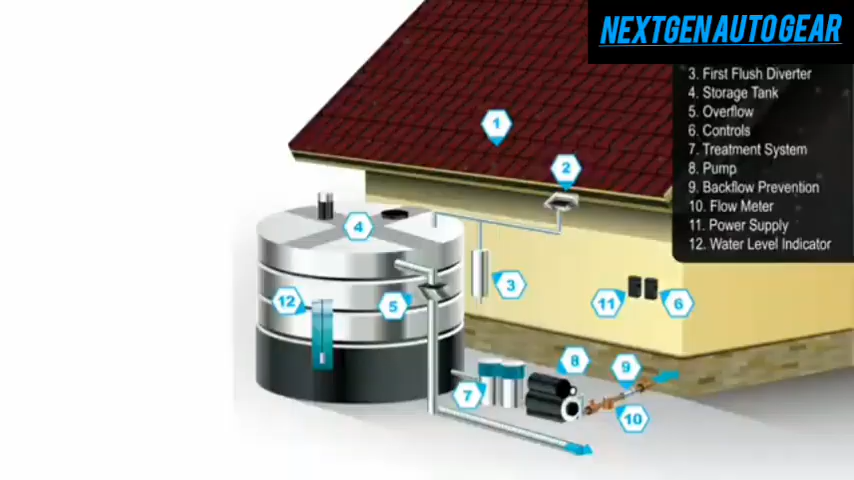 NEXTGEN AUTO GEAR
3. First Flush Diverter
4. Storage Tank
5. Overflow
6. Controls
7. Treatment System
8. Pump
9. Backflow Prevention
10. Flow Meter
11. Power Supply
12. Water Level Indicator
1
2
4
3
12
5
11
6
8
9
7
10